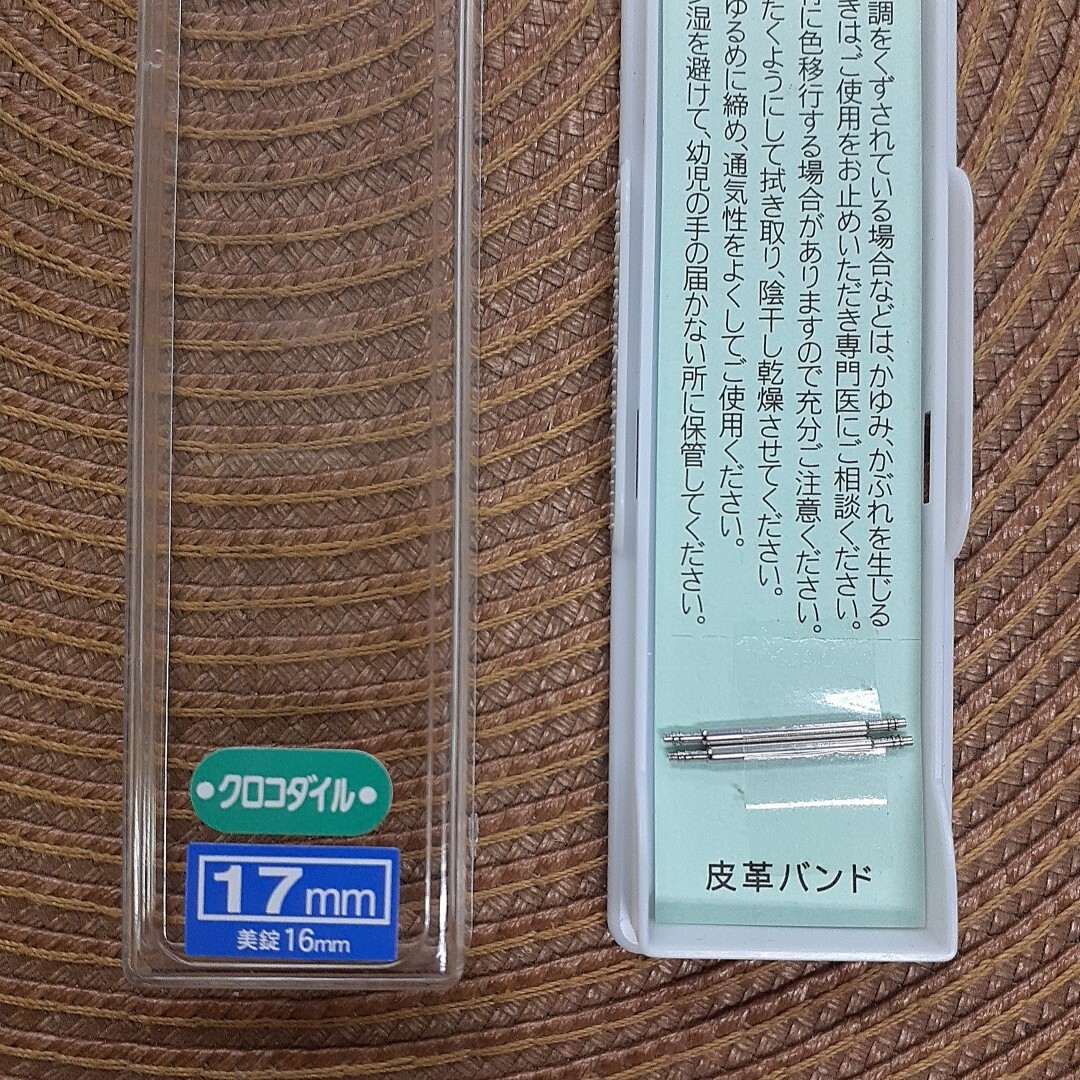 クロコダイル
17mm
美錠16mm
調をくずされている場合などは、かゆみ、かぶれを生じる
きは、ご使用をお止めいただき専門医にご相談ください。
に色移行する場合がありますので充分ご注意ください。
たくようにして拭き取り、陰干し乾燥させてください。
ゆるめに締め、通気性をよくしてご使用ください。
湿を避けて、幼児の手の届かない所に保管してください。
皮革バンド